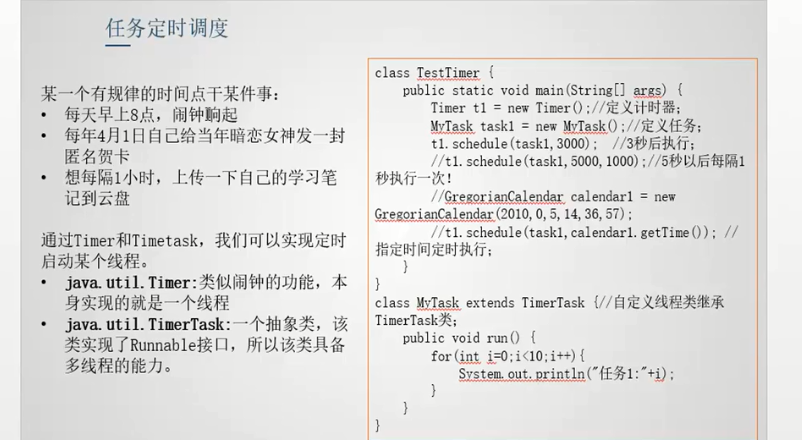 任务定时调度
某一个有规律的时间点干某件事：
• 每天早上8点，闹钟响起
• 每年4月1日自己给当年暗恋女神发一封
匿名贺卡
• 想每隔1小时，上传一下自己的学习笔
记到云盘
通过Timer和Timetask，我们可以实现定时
启动某个线程。
• java.util.Timer:类似闹钟的功能，本
身实现的就是一个线程
• java.util.TimerTask:一个抽象类，该
类实现了Runnable接口，所以该类具备
多线程的能力。
class TestTimer {
public static void main(String[] args) {
Timer t1 = new Timer();//定义计时器；
MyTask task1 = new MyTask();//定义任务；
t1.schedule(task1,3000);  //3秒后执行；
//t1.schedule(task1,5000,1000);//5秒以后每隔1
秒执行一次！
//GregorianCalendar calendar1 = new
GregorianCalendar(2010,0,5,14,36,57);
//t1.schedule(task1,calendar1.getTime()); //
指定时间定时执行；
}
}
class MyTask extends TimerTask {//自定义线程类继承
TimerTask类；
public void run() {
for(int i=0;i<10;i++){
System.out.println("任务1:"+i);
}
}
}